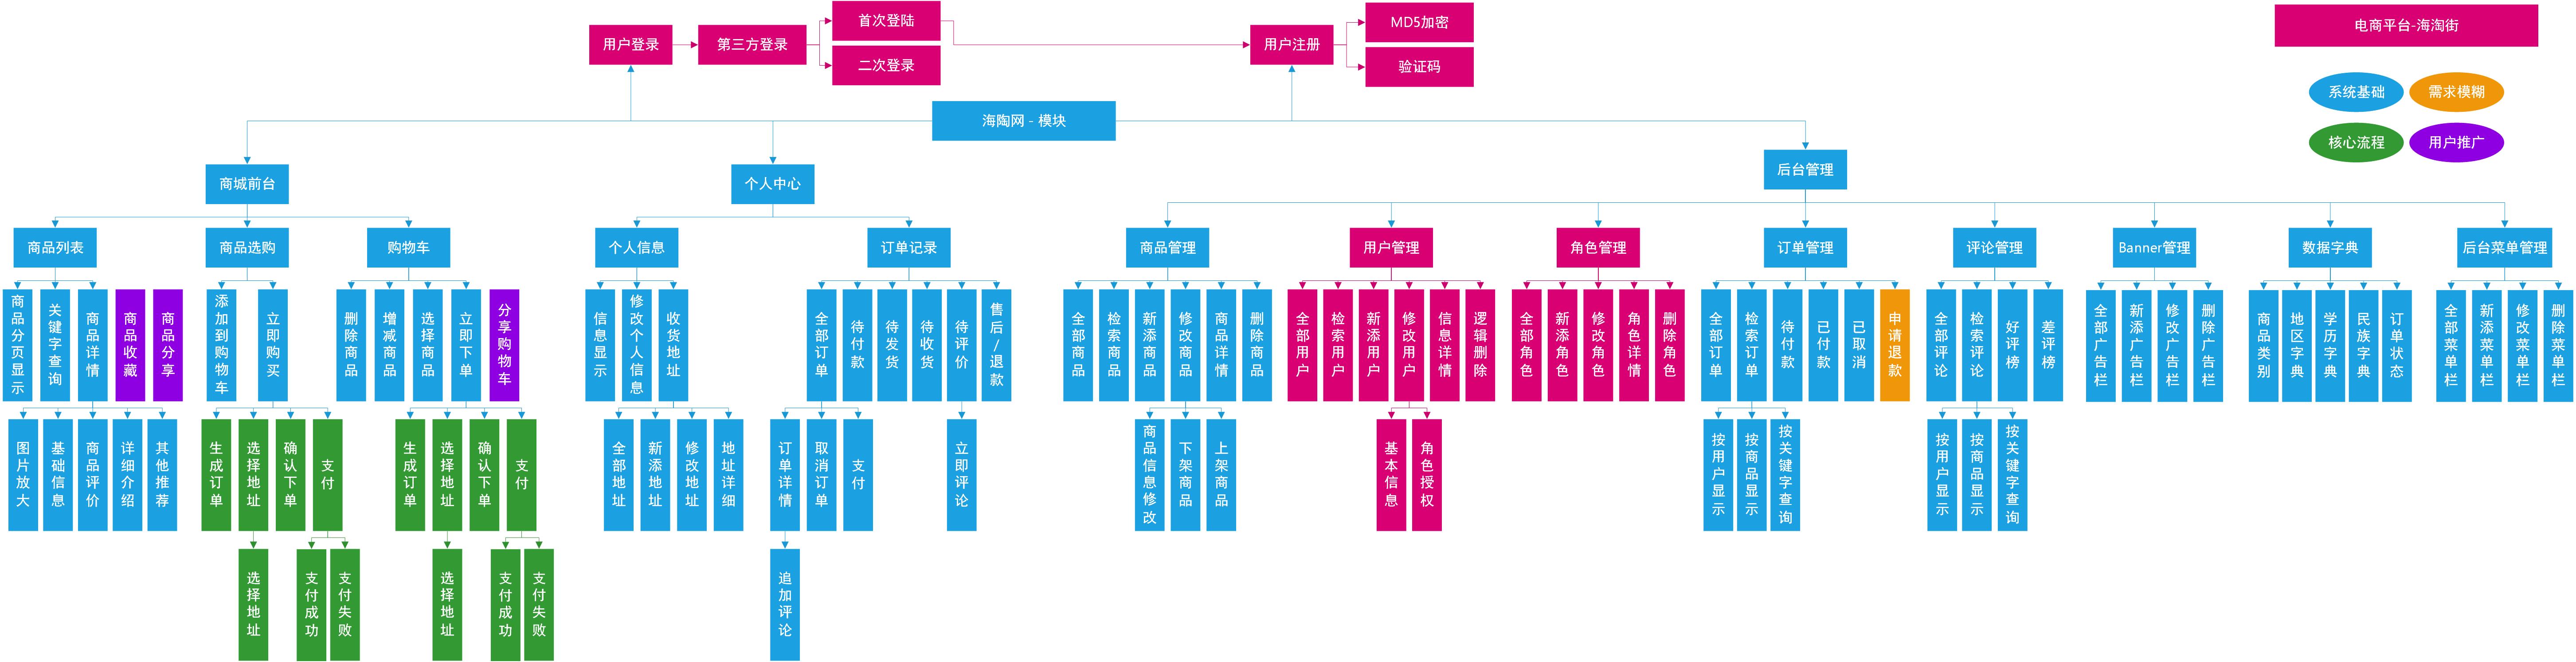 首次登陆
MD5加密
电商平台-海淘街
用户登录
第三方登录
用户注册
二次登录
验证码
系统基础
需求模糊
海陶网 - 模块
核心流程
用户推广
商城前台
个人中心
后台管理
商品列表
商品选购
购物车
个人信息
订单记录
商品管理
用户管理
角色管理
订单管理
评论管理
Banner管理
数据字典
后台菜单管理
商品分页显示
关键字查询
商品详情
商品收藏
商品分享
添加到购物车
立即购买
删除商品
增减商品
选择商品
立即下单
分享购物车
信息显示
修改个人信息
收货地址
全部订单
待付款
待发货
待收货
待评价
售后/退款
全部商品
检索商品
新添商品
修改商品
商品详情
删除商品
全部用户
检索用户
新添用户
修改用户
信息详情
逻辑删除
全部角色
新添角色
修改角色
角色详情
删除角色
全部订单
检索订单
待付款
已付款
已取消
申请退款
全部评论
检索评论
好评榜
差评榜
全部广告栏
新添广告栏
修改广告栏
删除广告栏
商品类别
地区字典
学历字典
民族字典
订单状态
全部菜单栏
新添菜单栏
修改菜单栏
删除菜单栏
图片放大
基础信息
商品评价
详细介绍
其他推荐
生成订单
选择地址
确认下单
支付
生成订单
选择地址
确认下单
支付
全部地址
新添地址
修改地址
地址详细
订单详情
取消订单
支付
立即评论
商品信息修改
下架商品
上架商品
基本信息
角色授权
按用户显示
按商品显示
按关键字查询
按用户显示
按商品显示
按关键字查询
选择地址
支付成功
支付失败
选择地址
支付成功
支付失败
追加评论